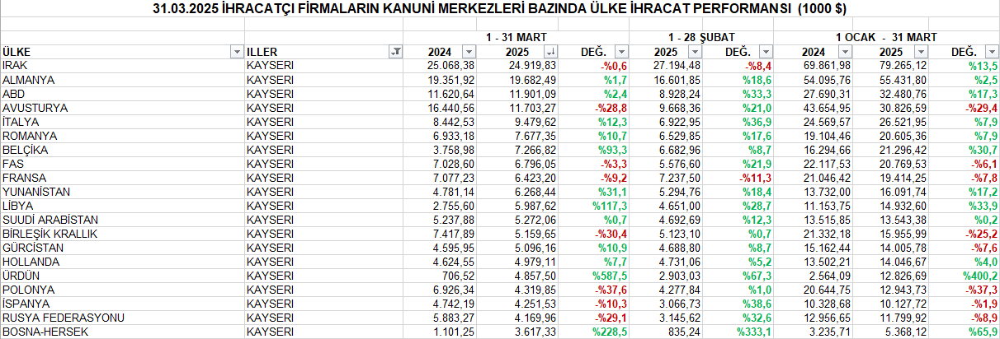 31.03.2025 İHRACATÇI FİRMALARIN KANUNİ MERKEZLERİ BAZINDA ÜLKE İHRACAT PERFORMANSI (1000 $)
1 - 31 MART 1 - 28 ŞUBAT 1 OCAK - 31 MART
ÜLKE ILLER 2024 2025 DEĞ. 2025 DEĞ. 2024 2025 DEĞ.
IRAK KAYSERI 25.068,38 24.919,83 -%0,6 27.194,48 -%8,4 69.861,98 79.265,12 %13,5
ALMANYA KAYSERI 19.351,92 19.682,49 %1,7 16.601,85 %18,6 54.095,76 55.431,80 %2,5
ABD KAYSERI 11.620,64 11.901,09 %2,4 8.928,24 %33,3 27.690,31 32.480,76 %17,3
AVUSTURYA KAYSERI 16.440,56 11.703,27 -%28,8 9.668,36 %21,0 43.654,95 30.826,59 -%29,4
İTALYA KAYSERI 8.442,53 9.479,62 %12,3 6.922,95 %36,9 24.569,57 26.521,95 %7,9
ROMANYA KAYSERI 6.933,18 7.677,35 %10,7 6.529,85 %17,6 19.104,46 20.605,36 %7,9
BELÇİKA KAYSERI 3.758,98 7.266,82 %93,3 6.682,96 %8,7 16.294,66 21.296,42 %30,7
FAS KAYSERI 7.028,60 6.796,05 -%3,3 5.576,60 %21,9 22.117,53 20.769,53 -%6,1
FRANSA KAYSERI 7.077,23 6.423,20 -%9,2 7.237,50 -%11,3 21.046,42 19.414,25 -%7,8
YUNANİSTAN KAYSERI 4.781,14 6.268,44 %31,1 5.294,76 %18,4 13.732,00 16.091,74 %17,2
LİBYA KAYSERI 2.755,60 5.987,62 %117,3 4.651,00 %28,7 11.153,75 14.932,60 %33,9
SUUDİ ARABİSTAN KAYSERI 5.237,88 5.272,06 %0,7 4.692,69 %12,3 13.515,85 13.543,38 %0,2
BİRLEŞİK KRALLIK KAYSERI 7.417,89 5.159,65 -%30,4 5.123,10 %0,7 21.332,18 15.955,99 -%25,2
GÜRCİSTAN KAYSERI 4.595,95 5.096,16 %10,9 4.688,80 %8,7 15.162,44 14.005,78 -%7,6
HOLLANDA KAYSERI 4.624,55 4.979,11 %7,7 4.731,06 %5,2 13.502,21 14.046,67 %4,0
ÜRDÜN KAYSERI 706,52 4.857,50 %587,5 2.903,03 %67,3 2.564,09 12.826,69 %400,2
POLONYA KAYSERI 6.926,34 4.319,85 -%37,6 4.277,84 %1,0 20.644,75 12.943,73 -%37,3
İSPANYA KAYSERI 4.742,19 4.251,53 -%10,3 3.066,73 %38,6 10.328,68 10.127,72 -%1,9
RUSYA FEDERASYONU KAYSERI 5.883,27 4.169,96 -%29,1 3.145,62 %32,6 12.956,65 11.799,92 -%8,9
BOSNA-HERSEK KAYSERI 1.101,25 3.617,33 %228,5 835,24 %333,1 3.235,71 5.368,12 %65,9